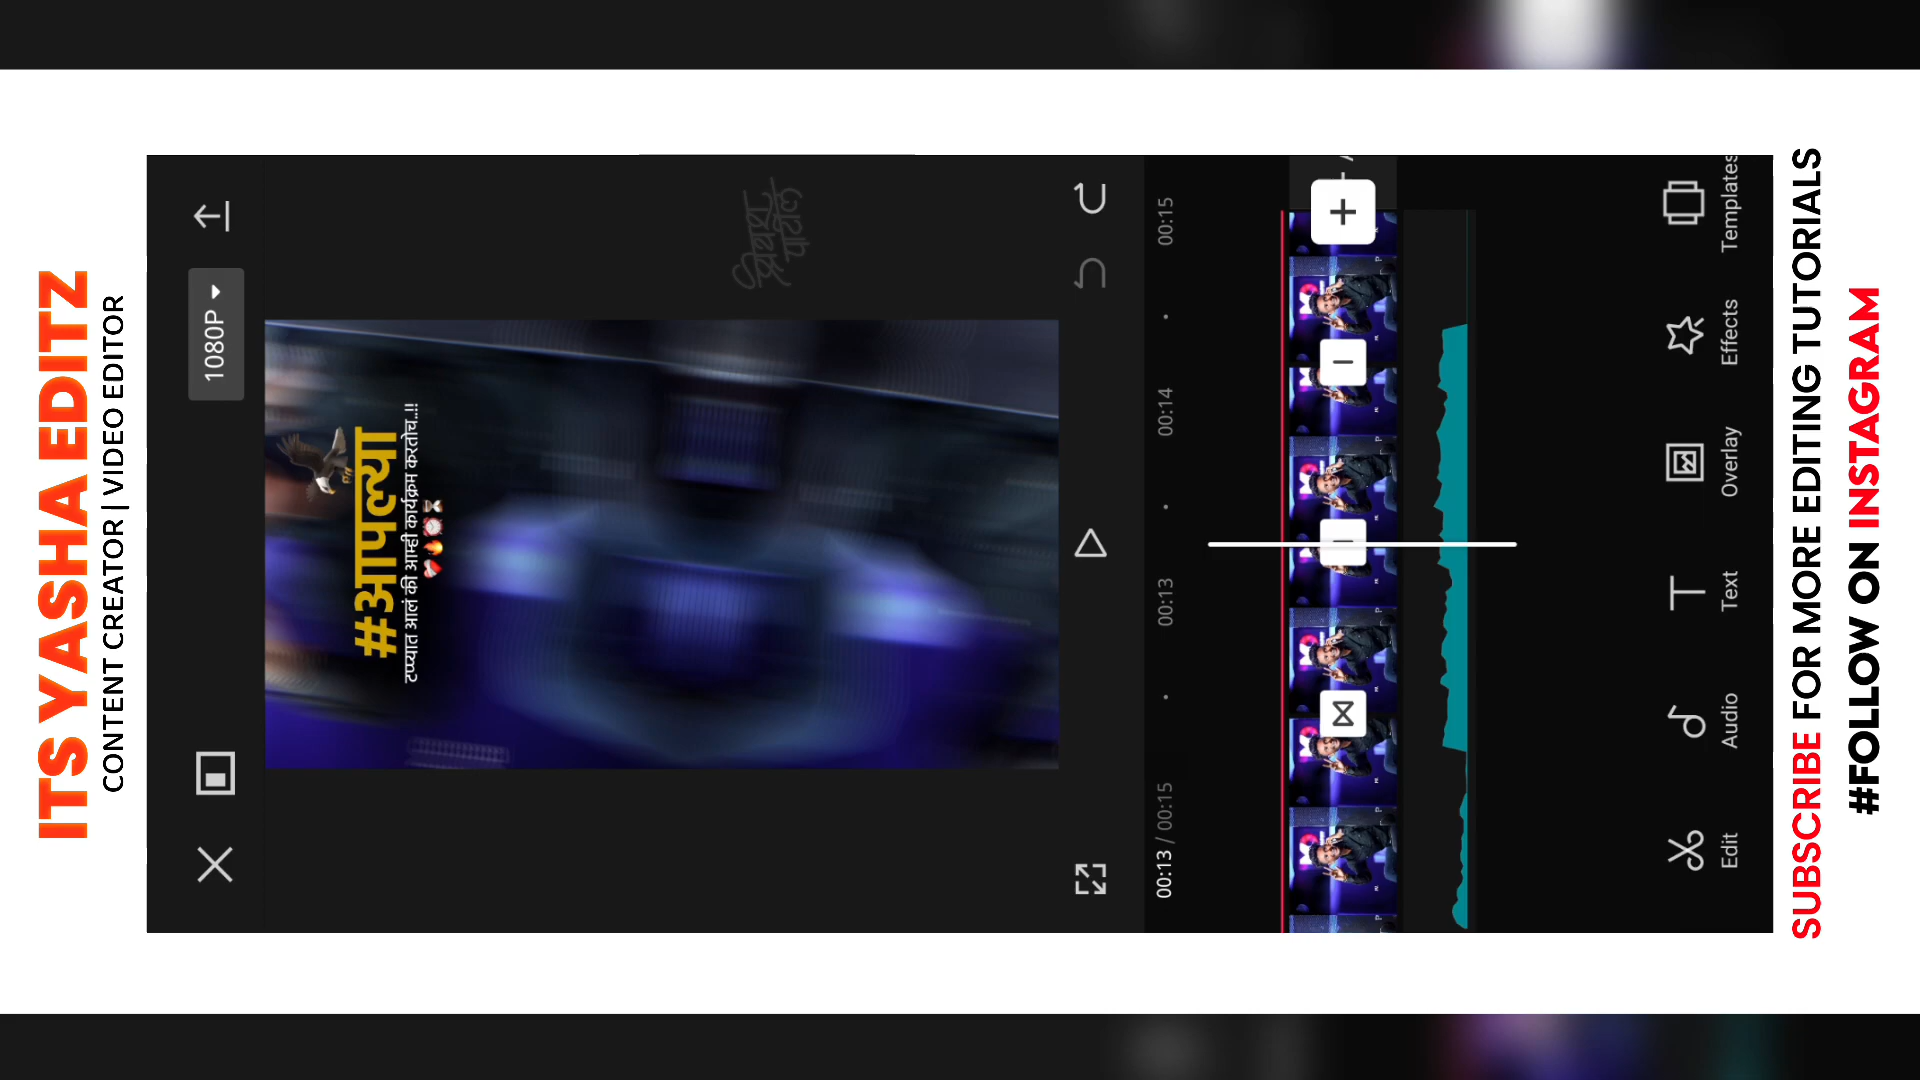 ITS YASHA EDITZ
CONTENT CREATOR | VIDEO EDITOR
1080P
#आपल्या
टप्प्यात आलं की आम्ही कार्यक्रम करतोच..!!
पाटील
00:13 / 00:15
00:13
00:14
00:15
Edit
Audio
Text
Overlay
Effects
Templates
SUBSCRIBE FOR MORE EDITING TUTORIALS
#FOLLOW ON INSTAGRAM